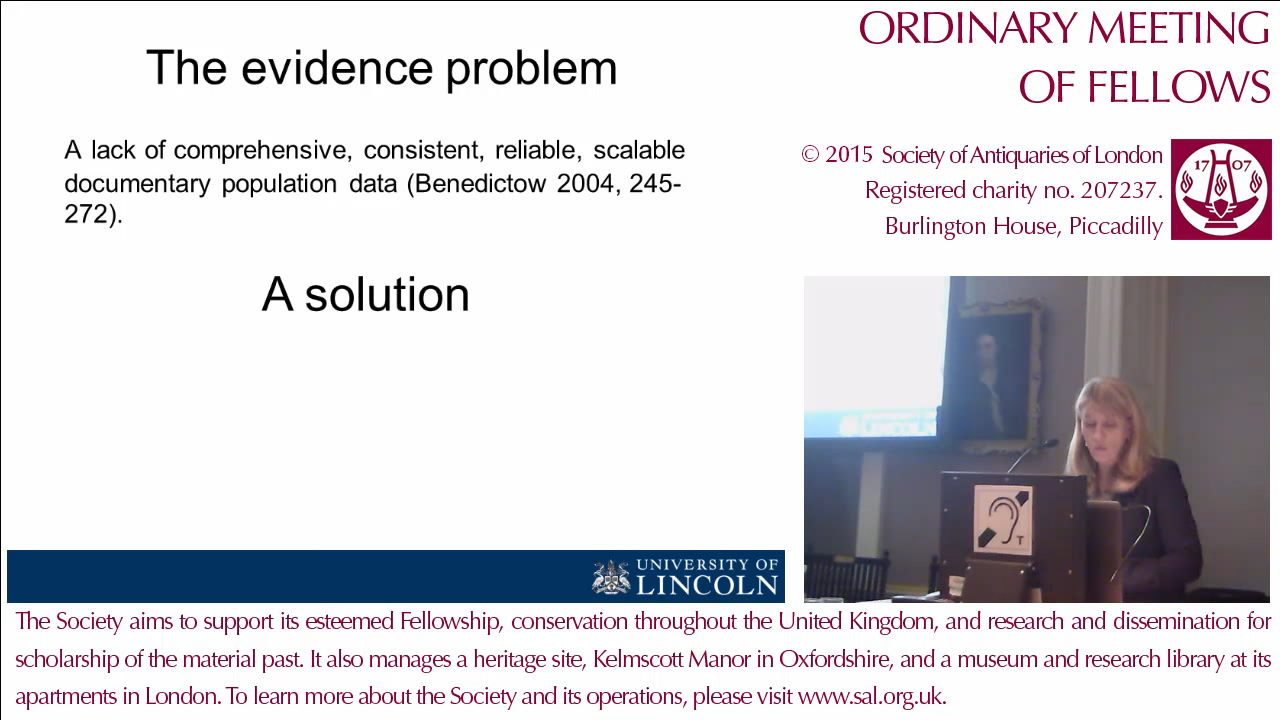 The evidence problem
A lack of comprehensive, consistent, reliable, scalable
documentary population data (Benedictow 2004, 245-
272).
A solution
UNIVERSITY OF
LINCOLN
ORDINARY MEETING
OF FELLOWS
© 2015 Society of Antiquaries of London
Registered charity no. 207237.
Burlington House, Piccadilly
17 07
LINCOLN
T
The Society aims to support its esteemed Fellowship, conservation throughout the United Kingdom, and research and dissemination for
scholarship of the material past. It also manages a heritage site, Kelmscott Manor in Oxfordshire, and a museum and research library at its
apartments in London. To learn more about the Society and its operations, please visit www.sal.org.uk.